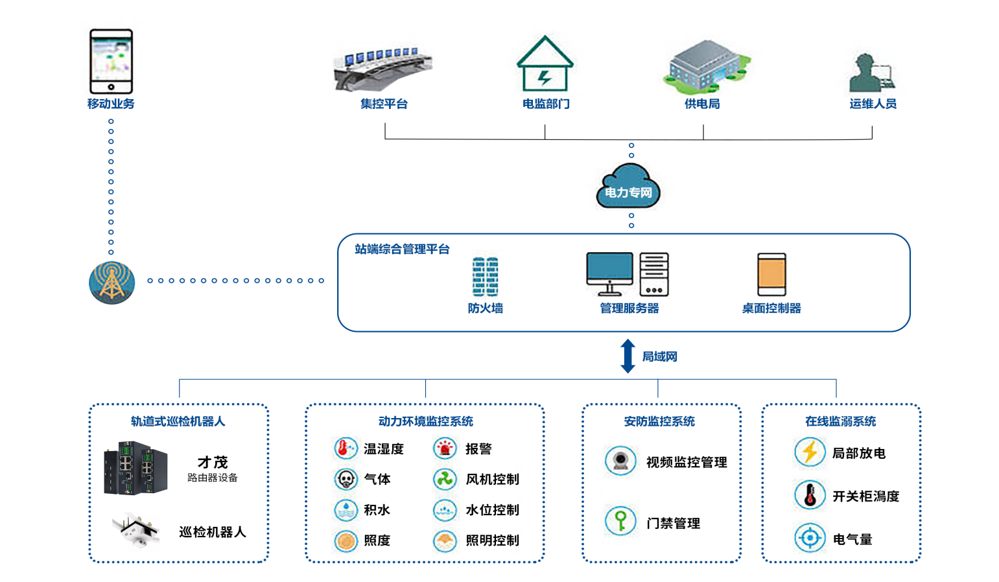 移动业务
集控平台
电监部门
供电局
运维人员
电力专网
站端综合管理平台
防火墙
管理服务器
桌面控制器
局域网
轨道式巡检机器人
才茂
路由器设备
巡检机器人
动力环境监控系统
温湿度
报警
气体
风机控制
积水
水位控制
照度
照明控制
安防监控系统
视频监控管理
门禁管理
在线监溺系统
局部放电
开关柜潟度
电气量